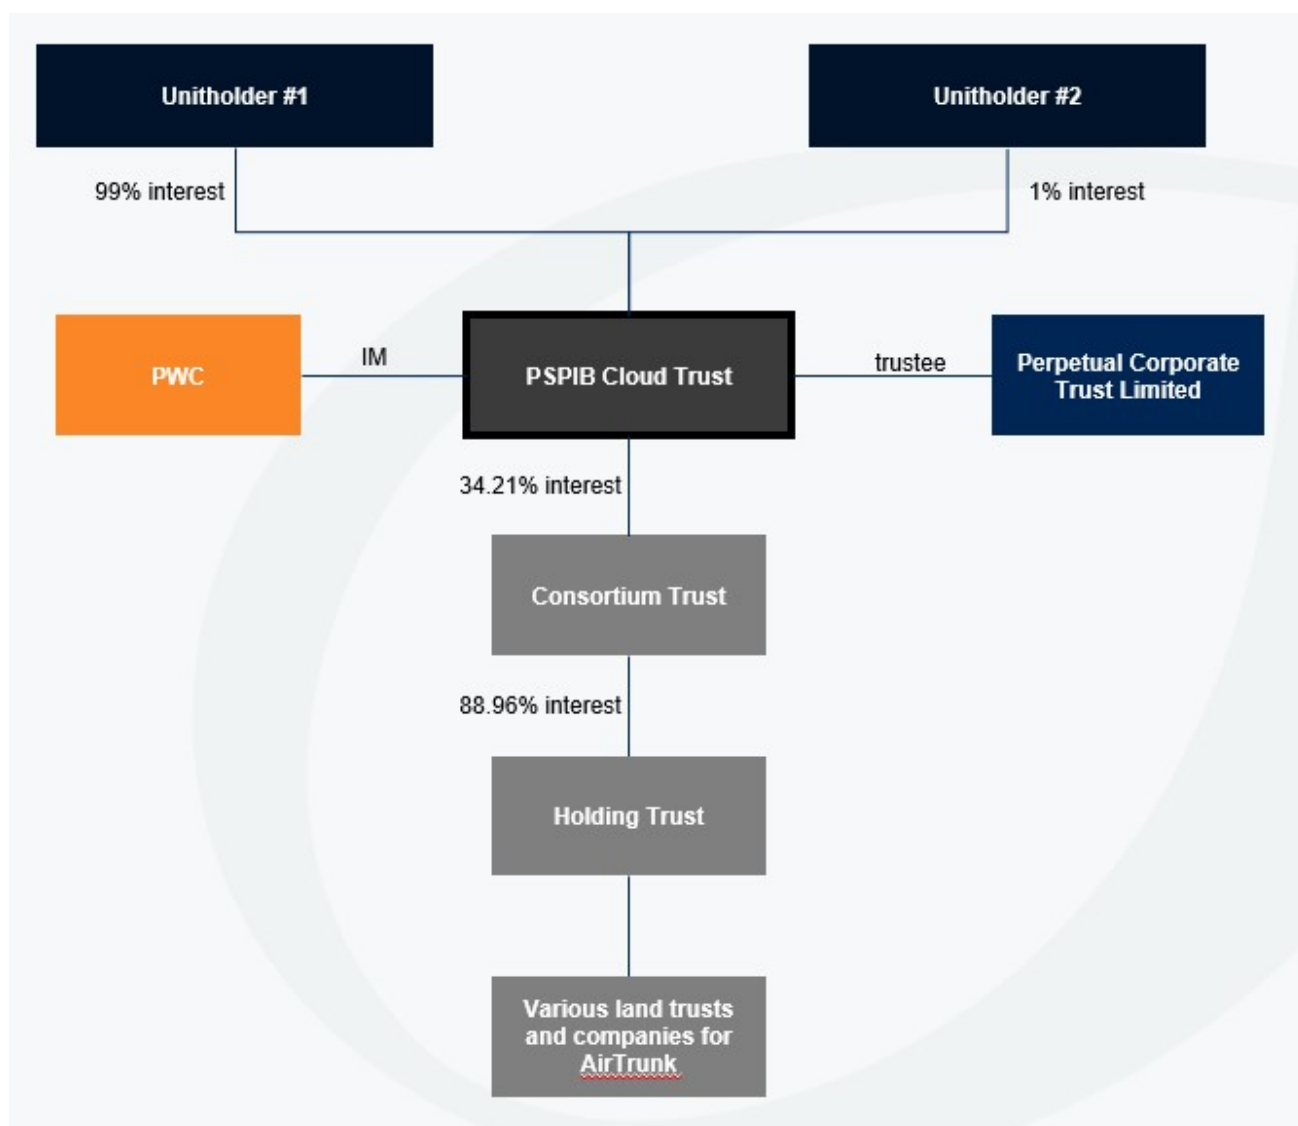 Unitholder #1
Unitholder #2
99% interest
1% interest
PWC
IM
PSPIB Cloud Trust
trustee
Perpetual Corporate
Trust Limited
34.21% interest
Consortium Trust
88.96% interest
Holding Trust
Various land trusts
and companies for
AirTrunk